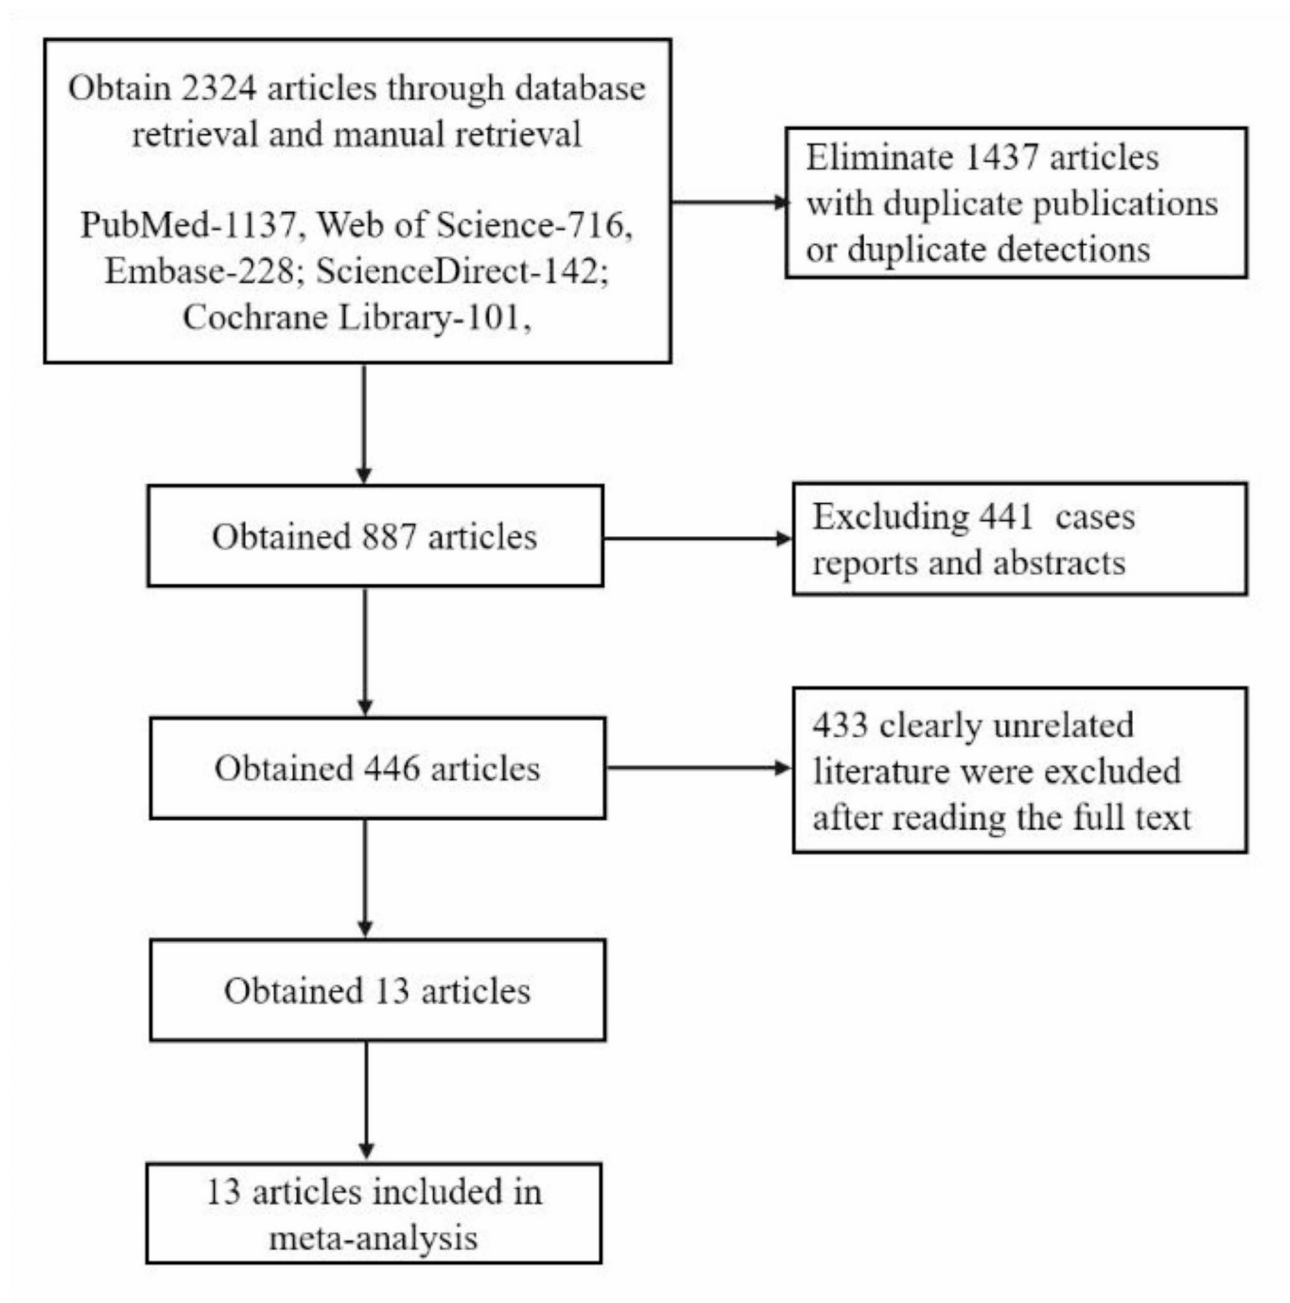 Obtain 2324 articles through database
retrieval and manual retrieval
PubMed-1137, Web of Science-716,
Embase-228; ScienceDirect-142;
Cochrane Library-101,
Eliminate 1437 articles
with duplicate publications
or duplicate detections
Obtained 887 articles
Excluding 441 cases
reports and abstracts
Obtained 446 articles
433 clearly unrelated
literature were excluded
after reading the full text
Obtained 13 articles
13 articles included in
meta-analysis